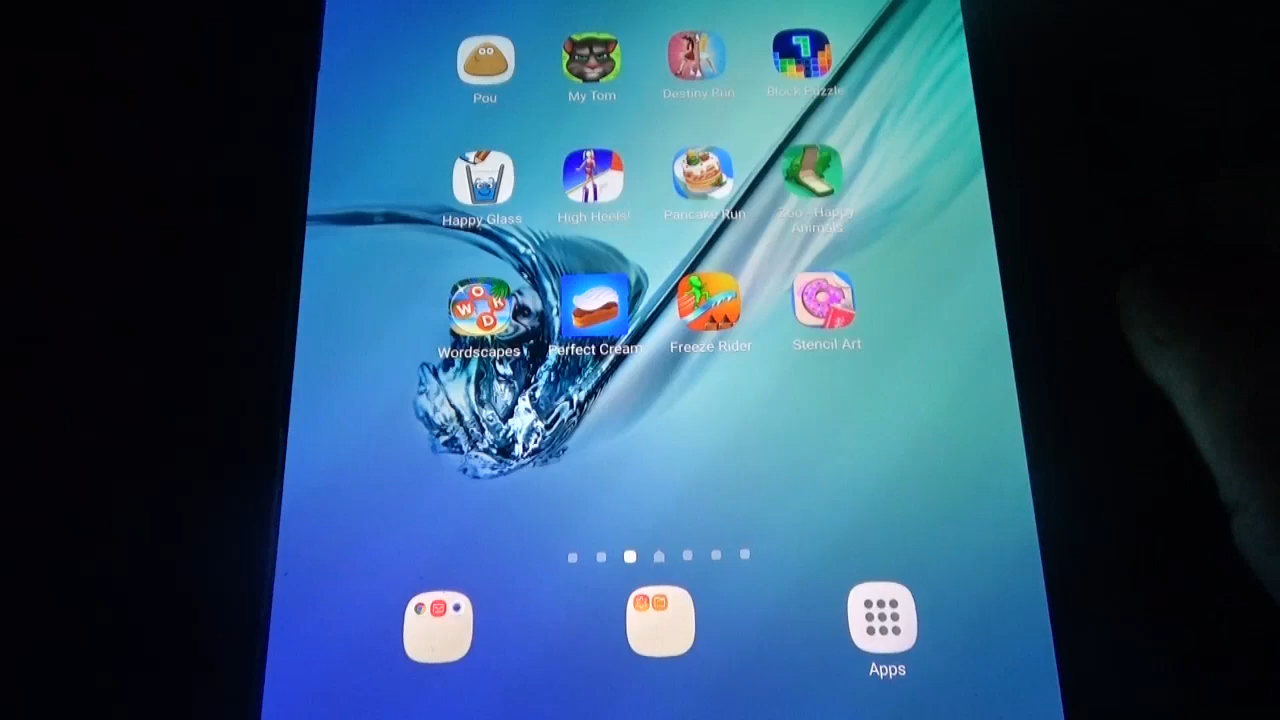 Pou
My Tom
Destiny Run
Block Puzzle
Happy Glass
High Heels!
Pancake Run
Zoo - Happy
Animals
W
O
R
D
Wordscapes
Perfect Cream
Freeze Rider
Stencil Art
Apps